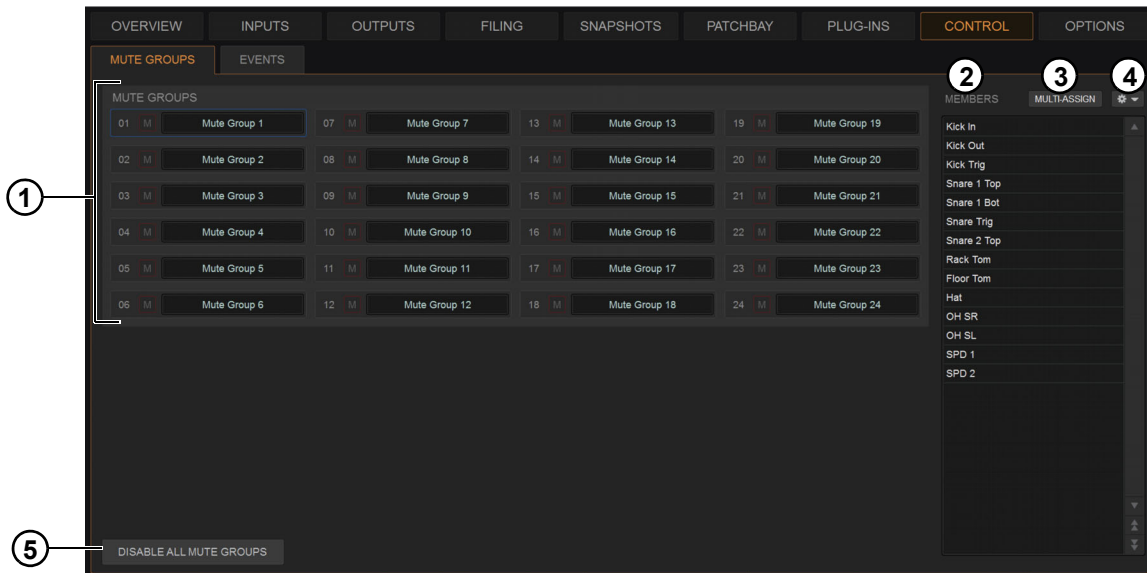 OVERVIEW INPUTS OUTPUTS FILING SNAPSHOTS PATCHBAY PLUG-INS CONTROL OPTIONS
MUTE GROUPS EVENTS
2 3 4
1
MUTE GROUPS
01 M Mute Group 1 07 M Mute Group 7 13 M Mute Group 13 19 M Mute Group 19
02 M Mute Group 2 08 M Mute Group 8 14 M Mute Group 14 20 M Mute Group 20
03 M Mute Group 3 09 M Mute Group 9 15 M Mute Group 15 21 M Mute Group 21
04 M Mute Group 4 10 M Mute Group 10 16 M Mute Group 16 22 M Mute Group 22
05 M Mute Group 5 11 M Mute Group 11 17 M Mute Group 17 23 M Mute Group 23
06 M Mute Group 6 12 M Mute Group 12 18 M Mute Group 18 24 M Mute Group 24
MEMBERS MULTI-ASSIGN
Kick In
Kick Out
Kick Trig
Snare 1 Top
Snare 1 Bot
Snare Trig
Snare 2 Top
Rack Tom
Floor Tom
Hat
OH SR
OH SL
SPD 1
SPD 2
5
DISABLE ALL MUTE GROUPS